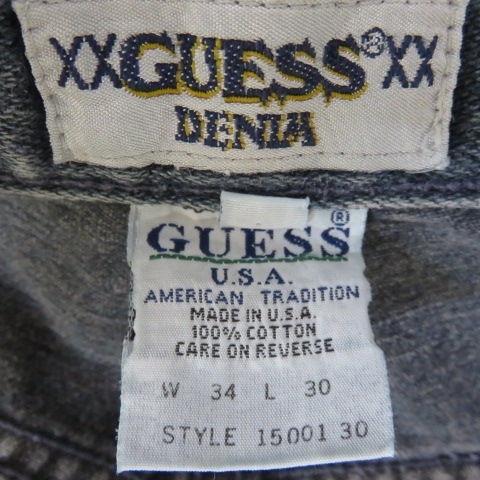 XXGUESS®XX
DENIM
GUESS®
U.S.A.
AMERICAN TRADITION
MADE IN U.S.A.
100% COTTON
CARE ON REVERSE
W 34 L 30
STYLE 15001 30